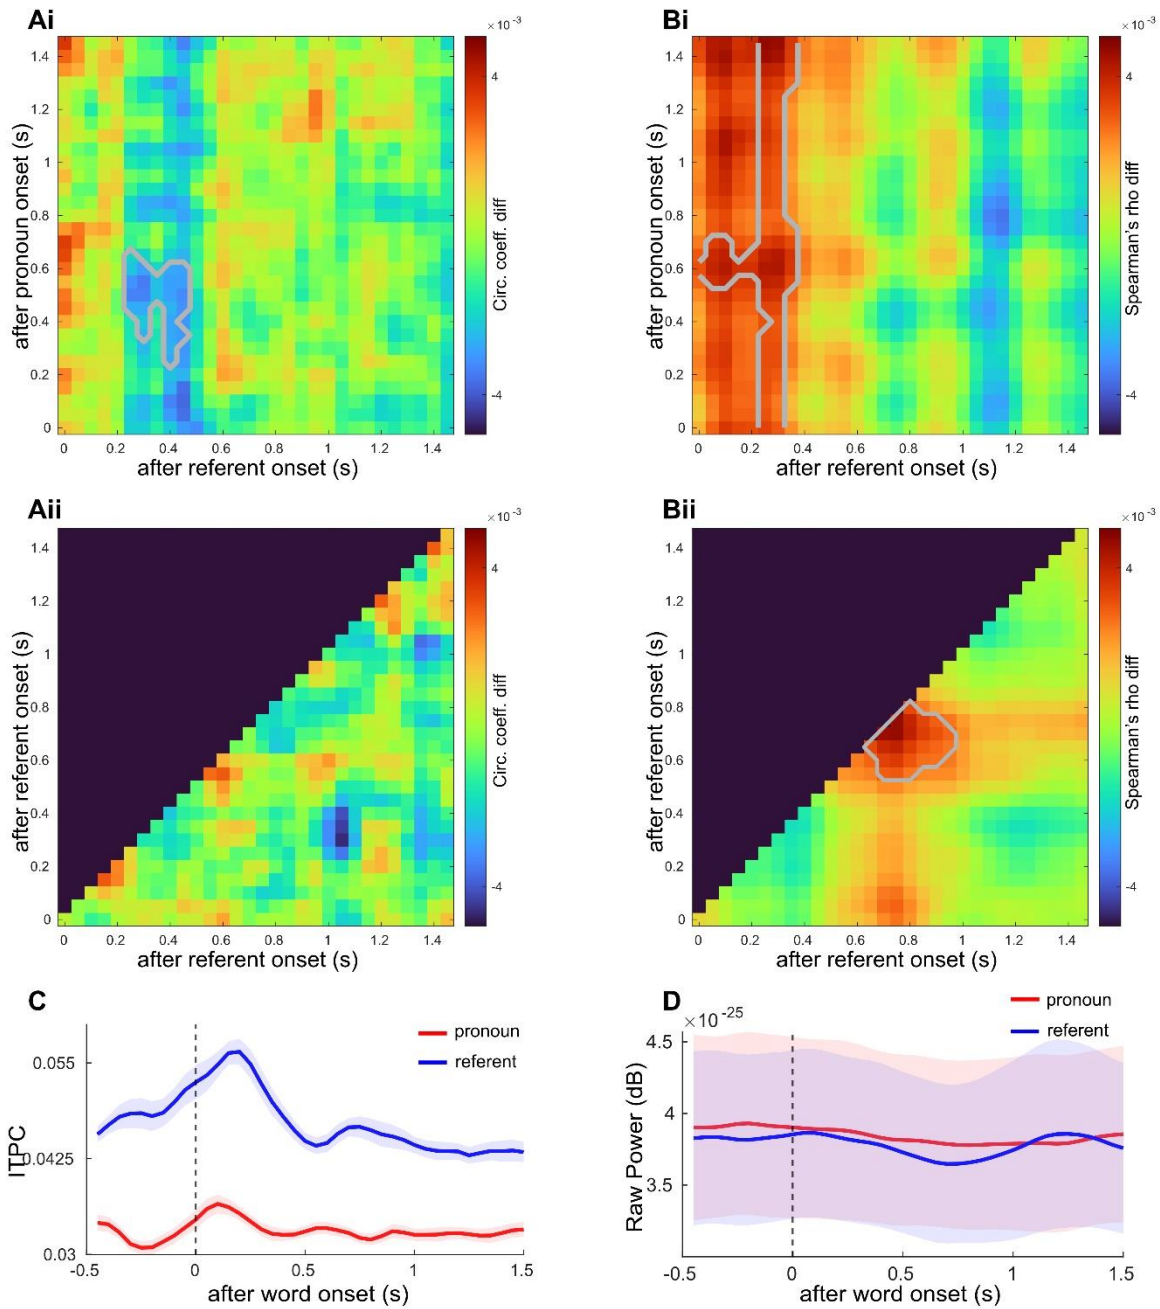 Ai
×10⁻³
1.4
1.2
1
0.8
0.6
0.4
0.2
0
after pronoun onset (s)
0 0.2 0.4 0.6 0.8 1 1.2 1.4
after referent onset (s)
4
-4
Circ. coeff. diff
Bi
×10⁻³
1.4
1.2
1
0.8
0.6
0.4
0.2
0
after pronoun onset (s)
0 0.2 0.4 0.6 0.8 1 1.2 1.4
after referent onset (s)
4
-4
Spearman's rho diff
Aii
×10⁻³
1.4
1.2
1
0.8
0.6
0.4
0.2
0
after referent onset (s)
0 0.2 0.4 0.6 0.8 1 1.2 1.4
after referent onset (s)
4
-4
Circ. coeff. diff
Bii
×10⁻³
1.4
1.2
1
0.8
0.6
0.4
0.2
0
after referent onset (s)
0 0.2 0.4 0.6 0.8 1 1.2 1.4
after referent onset (s)
4
-4
Spearman's rho diff
C
pronoun
referent
0.055
0.0425
0.03
ITPC
-0.5 0 0.5 1 1.5
after word onset (s)
D
×10⁻²⁵
pronoun
referent
4.5
4
3.5
Raw Power (dB)
-0.5 0 0.5 1 1.5
after word onset (s)